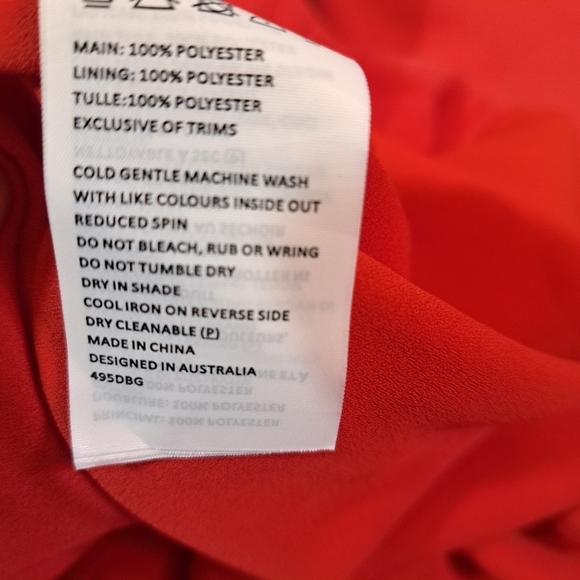 MAIN: 100% POLYESTER
LINING: 100% POLYESTER
TULLE:100% POLYESTER
EXCLUSIVE OF TRIMS
COLD GENTLE MACHINE WASH
WITH LIKE COLOURS INSIDE OUT
REDUCED SPIN
DO NOT BLEACH, RUB OR WRING
DO NOT TUMBLE DRY
DRY IN SHADE
COOL IRON ON REVERSE SIDE
DRY CLEANABLE (P)
MADE IN CHINA
DESIGNED IN AUSTRALIA
495DBG